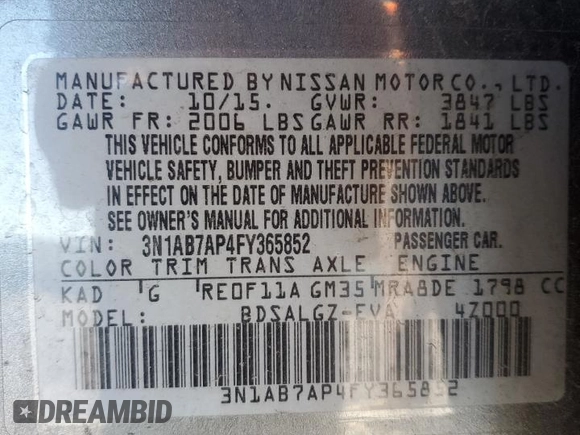 MANUFACTURED BY NISSAN MOTOR CO., LTD.
DATE: 10/15. GVWR: 3847 LBS
GAWR FR: 2006 LBS GAWR RR: 1841 LBS
THIS VEHICLE CONFORMS TO ALL APPLICABLE FEDERAL MOTOR
VEHICLE SAFETY, BUMPER AND THEFT PREVENTION STANDARDS
IN EFFECT ON THE DATE OF MANUFACTURE SHOWN ABOVE.
SEE OWNER'S MANUAL FOR ADDITIONAL INFORMATION.
VIN: 3N1AB7AP4FY365852 PASSENGER CAR.
COLOR TRIM TRANS AXLE ENGINE
KAD G RE0F11A GM35 MRA8DE 1798 CC
MODEL: BDSALGZ-EVA 4Z000
3N1AB7AP4FY365852
DREAMBID